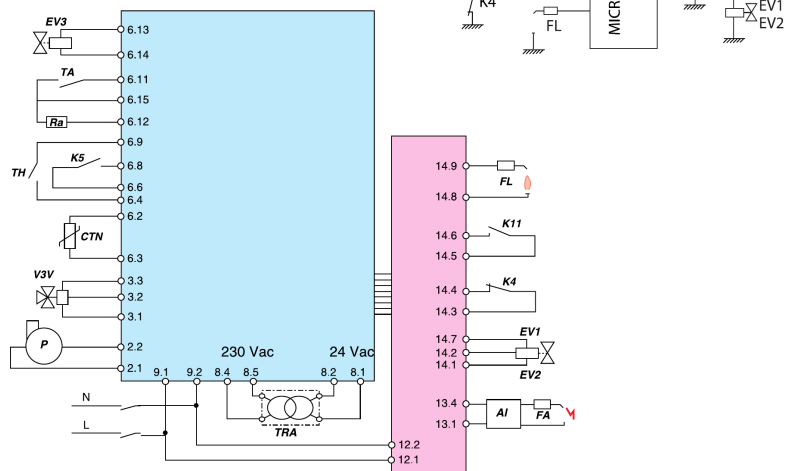 K4
FL
MICR
EV1
EV2
EV3
6.13
6.14
TA
6.11
6.15
Ra
6.12
6.9
K5
6.8
TH
6.6
6.4
6.2
CTN
6.3
V3V
3.3
3.2
3.1
P
2.2
2.1
230 Vac
24 Vac
9.1
9.2
8.4
8.5
8.2
8.1
N
L
TRA
14.9
FL
14.8
14.6
K11
14.5
14.4
K4
14.3
14.7
EV1
14.2
14.1
EV2
13.4
AI
FA
13.1
12.2
12.1